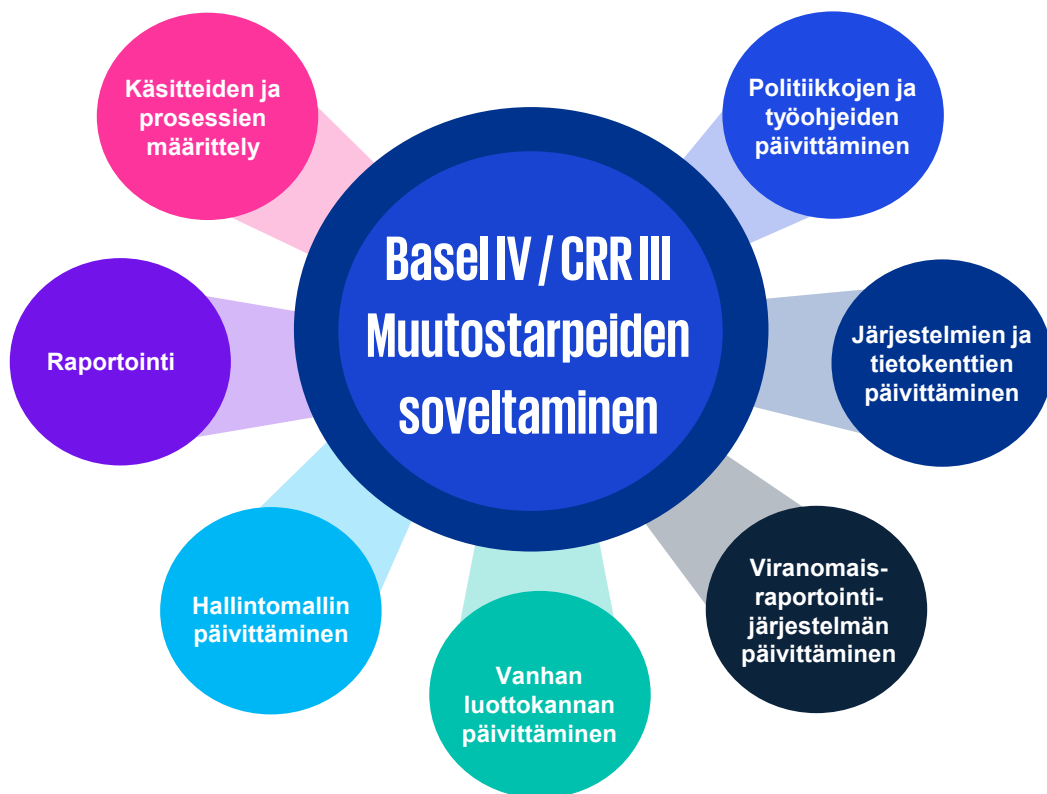 Käsitteiden ja
prosessien
määrittely
Politiikkojen ja
työohjeiden
päivittäminen
Basel IV / CRR III
Muutostarpeiden
soveltaminen
Raportointi
Järjestelmien ja
tietokenttien
päivittäminen
Hallintomallin
päivittäminen
Viranomais-
raportointi-
järjestelmän
päivittäminen
Vanhan
luottokannan
päivittäminen